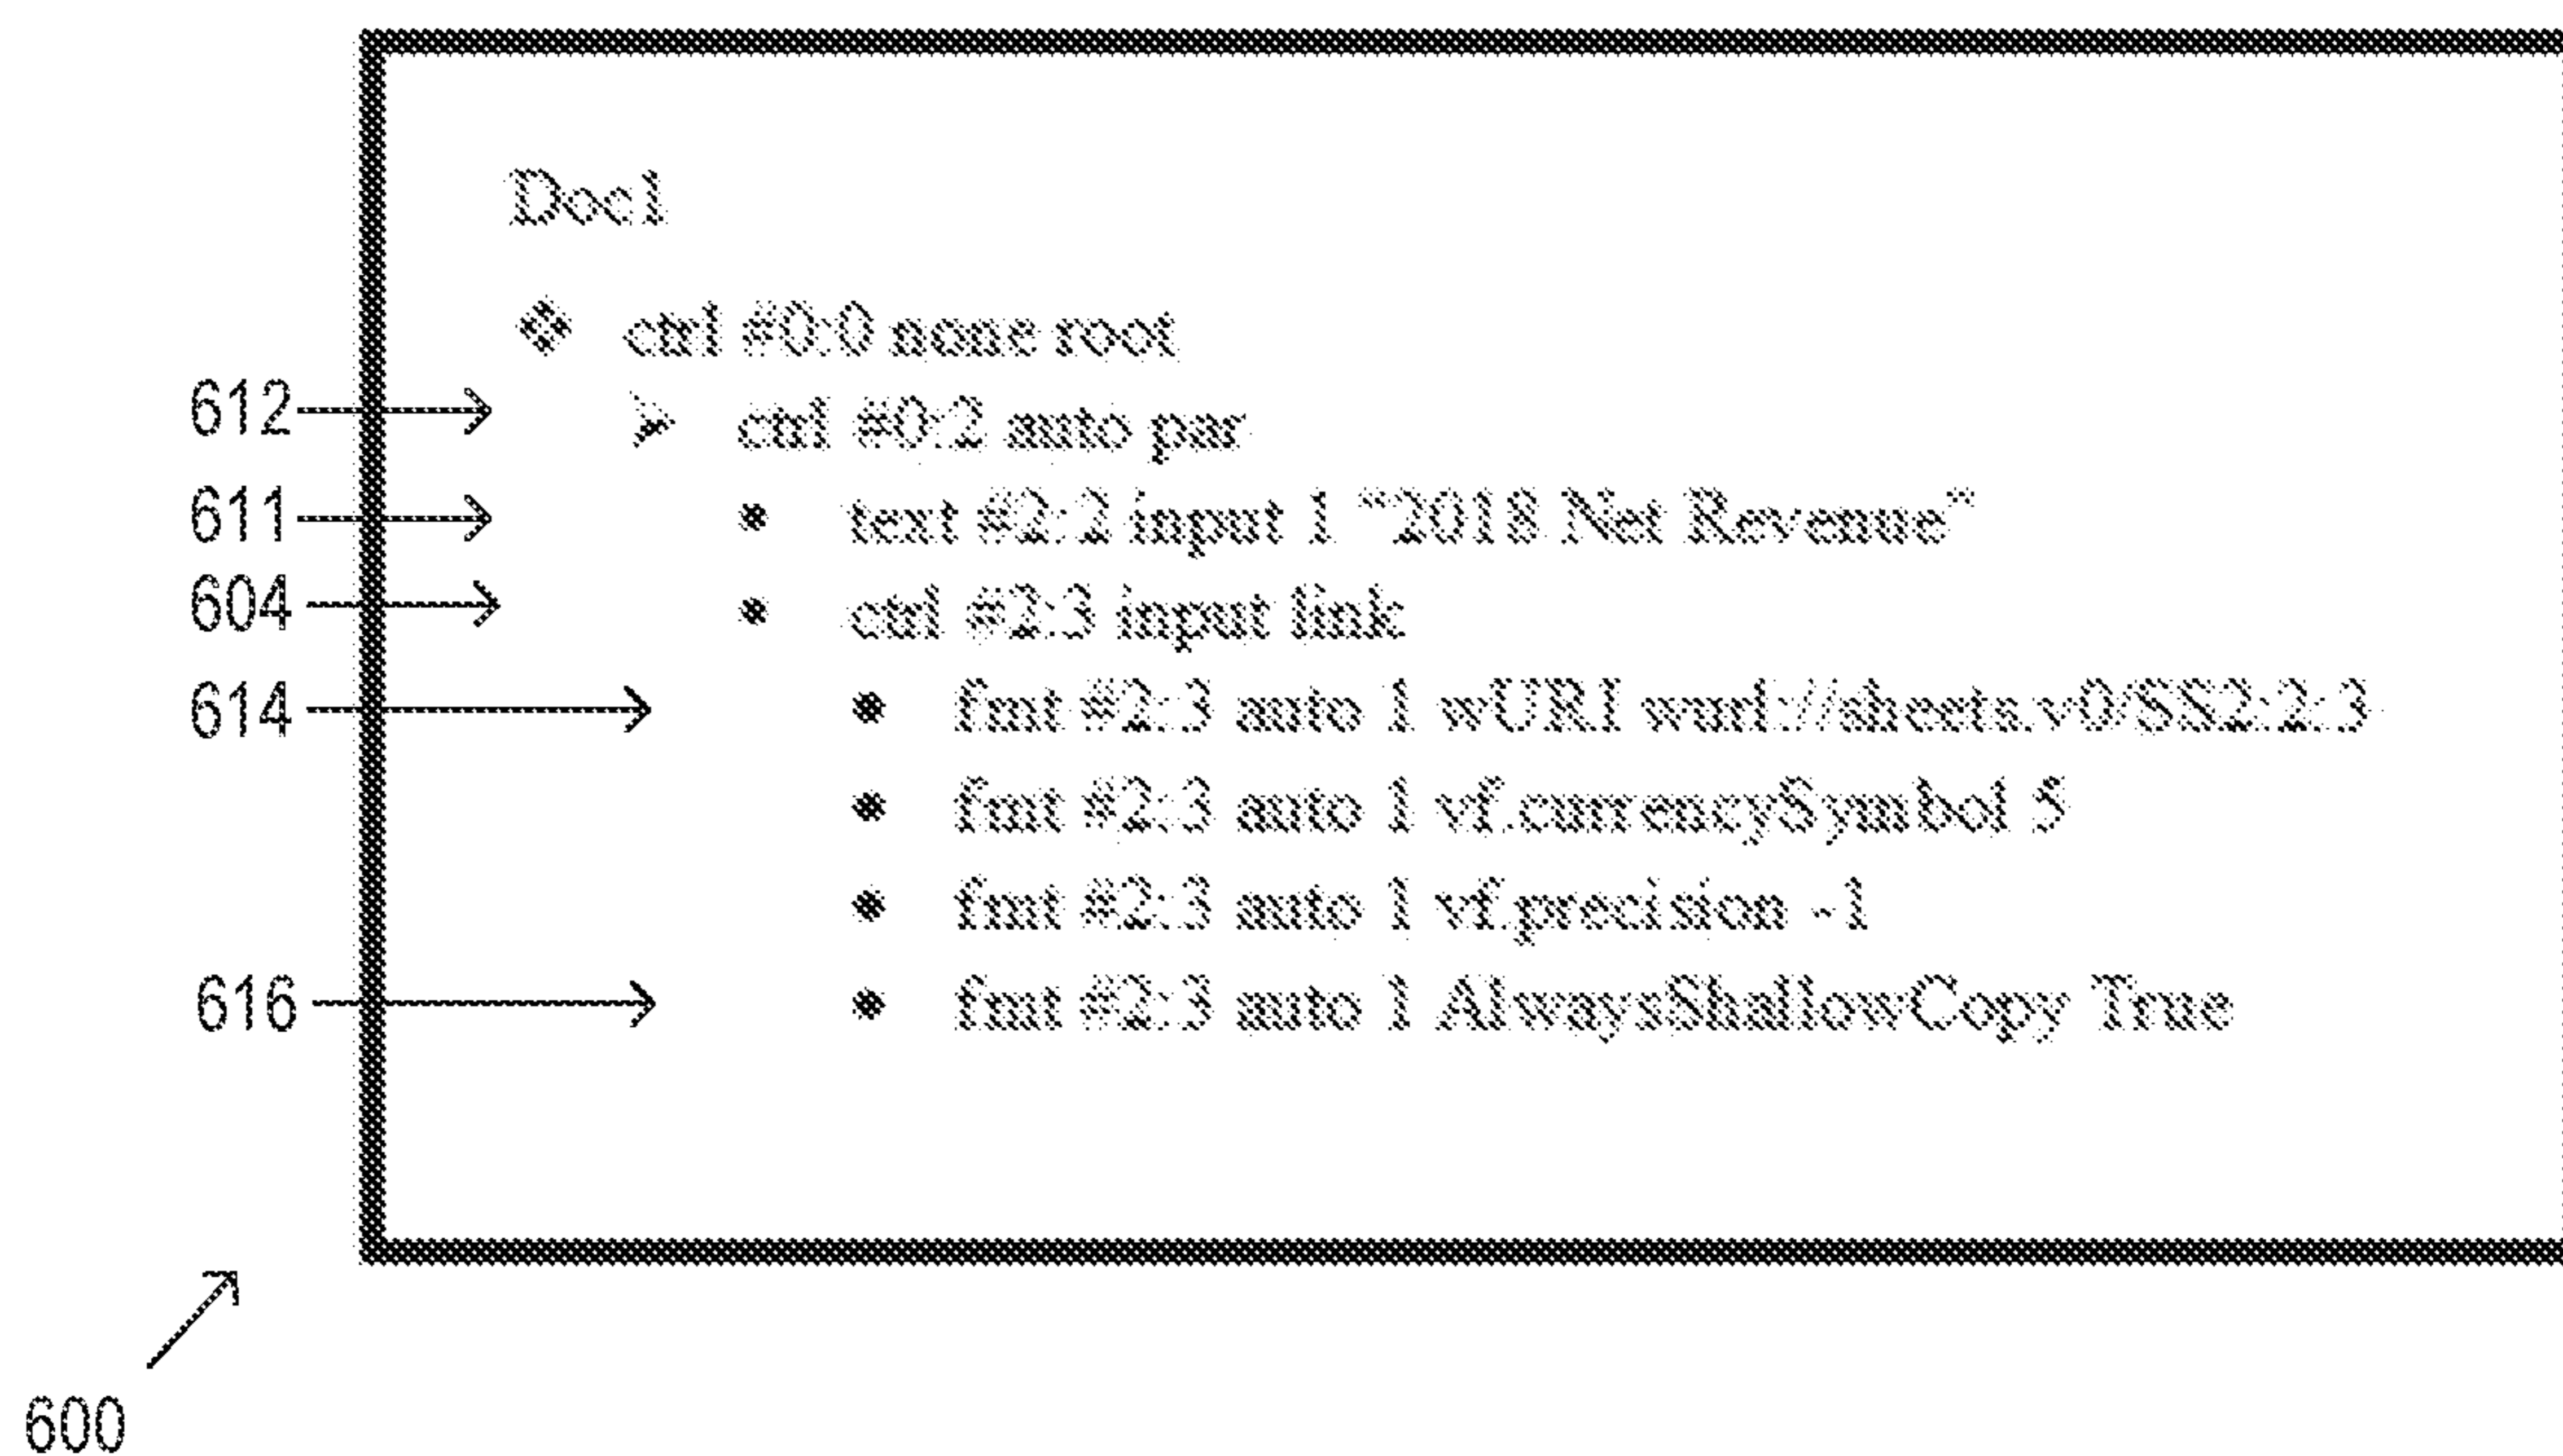 Doc1
❖ ctrl #0:0 none root
612 ➢ ctrl #0:2 auto par
611 • text #2:2 input 1 "2018 Net Revenue"
604 • ctrl #2:3 input link
614 • fmt #2:3 auto 1 wURI wurl://sheets.v0/SS2:2:3
• fmt #2:3 auto 1 vf.currencySymbol 5
• fmt #2:3 auto 1 vf.precision -1
616 • fmt #2:3 auto 1 AlwaysShallowCopy True
600